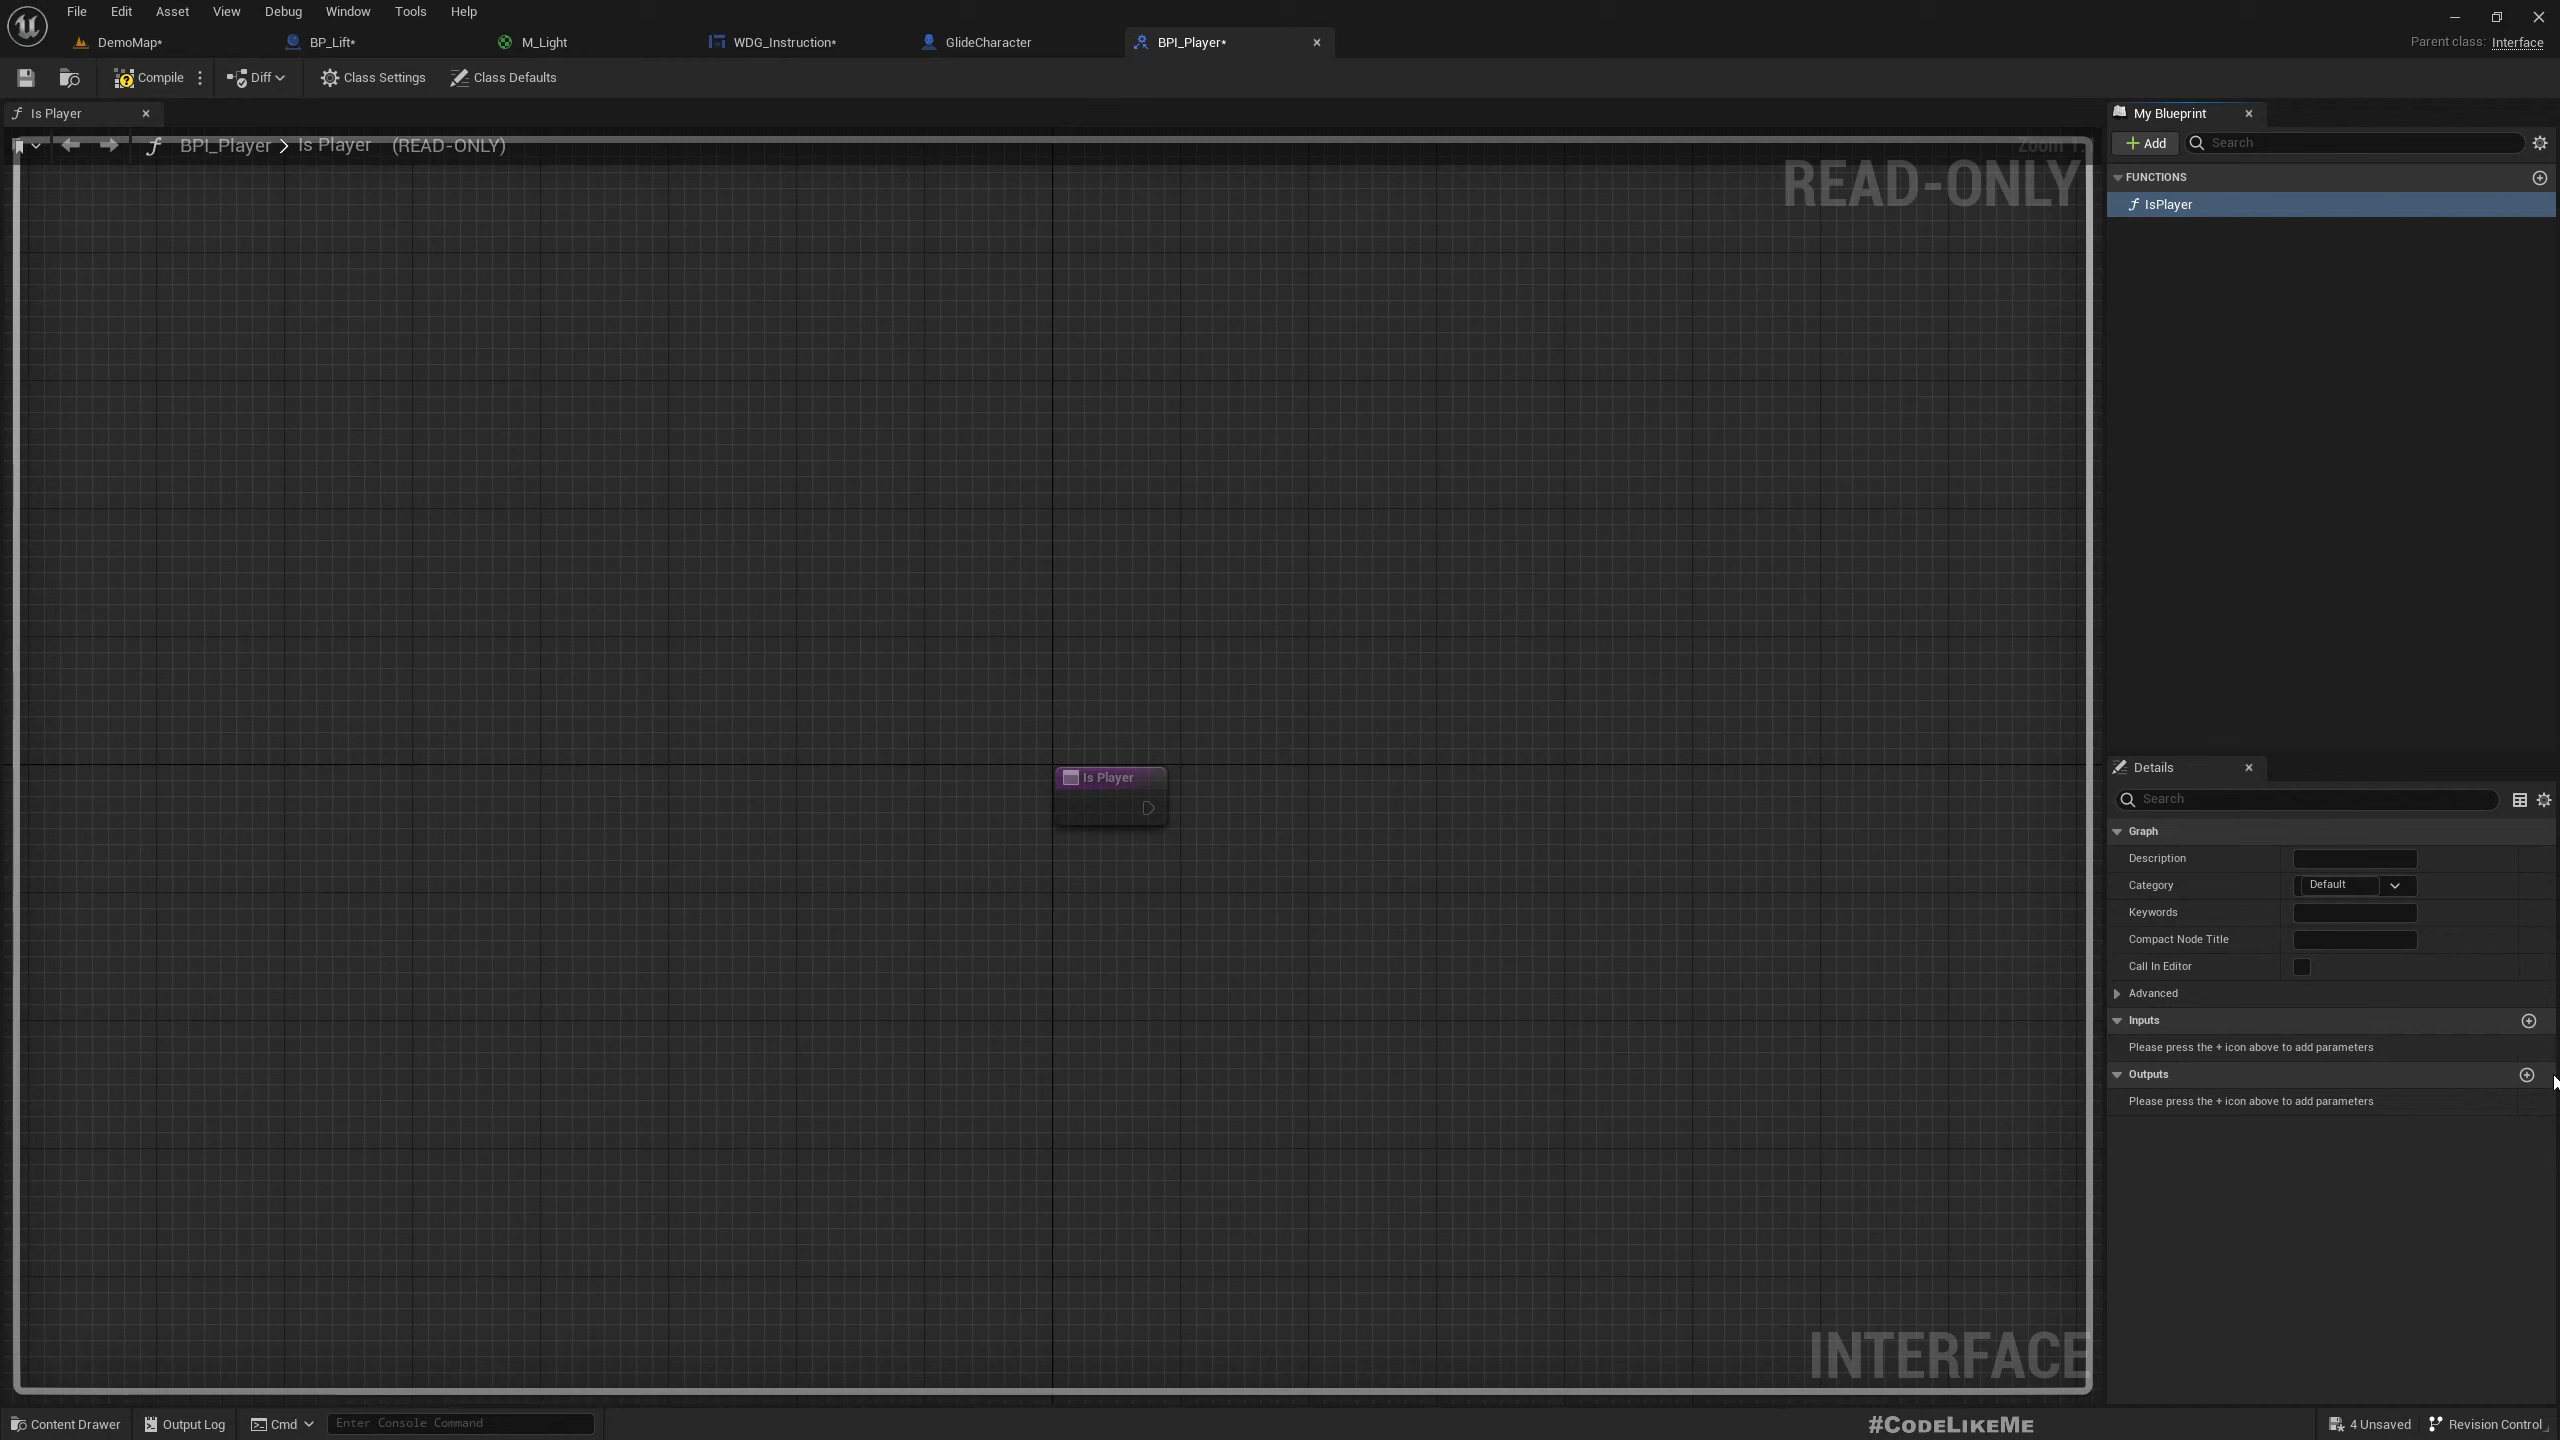 File Edit Asset View Debug Window Tools Help
DemoMap* BP_Lift* M_Light WDG_Instruction* GlideCharacter BPI_Player*
Parent class: Interface
Compile Diff Class Settings Class Defaults
Is Player
My Blueprint
BPI_Player > Is Player (READ-ONLY)
Add Search
READ-ONLY
FUNCTIONS
IsPlayer
Is Player
Details
Search
Graph
Description
Category Default
Keywords
Compact Node Title
Call In Editor
Advanced
Inputs
Please press the + icon above to add parameters
Outputs
Please press the + icon above to add parameters
INTERFACE
Content Drawer Output Log Cmd Enter Console Command #CodeLikeMe 4 Unsaved Revision Control